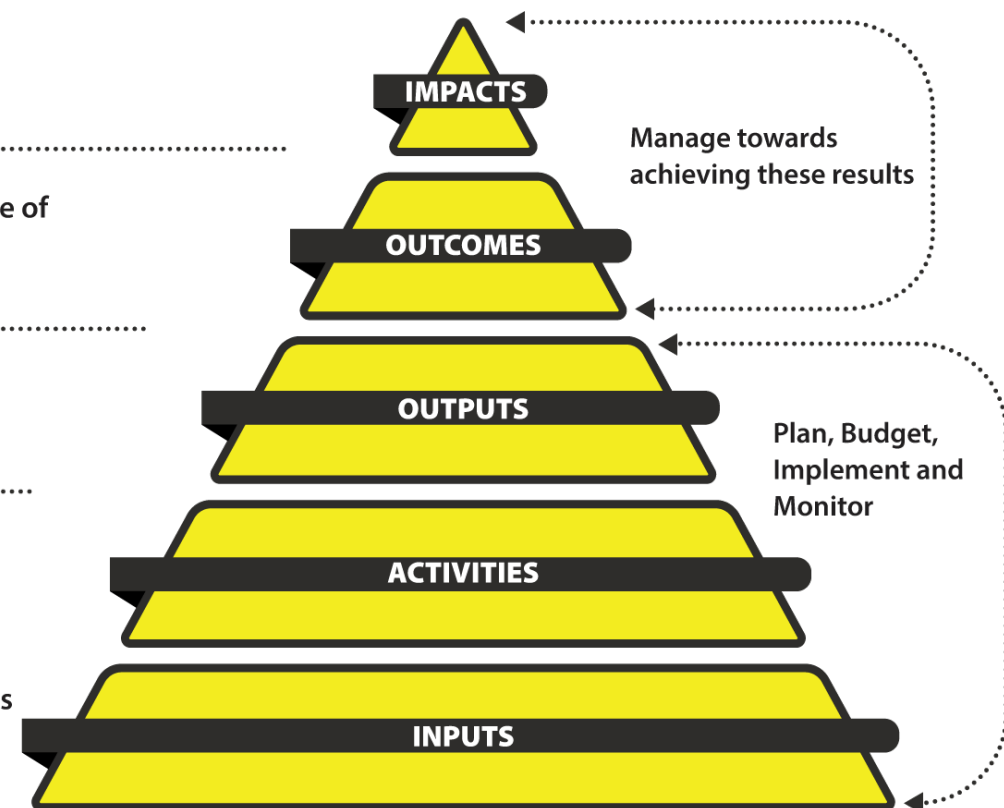 IMPACTS
Manage towards
achieving these results
e of
OUTCOMES
OUTPUTS
Plan, Budget,
Implement and
Monitor
ACTIVITIES
s
INPUTS